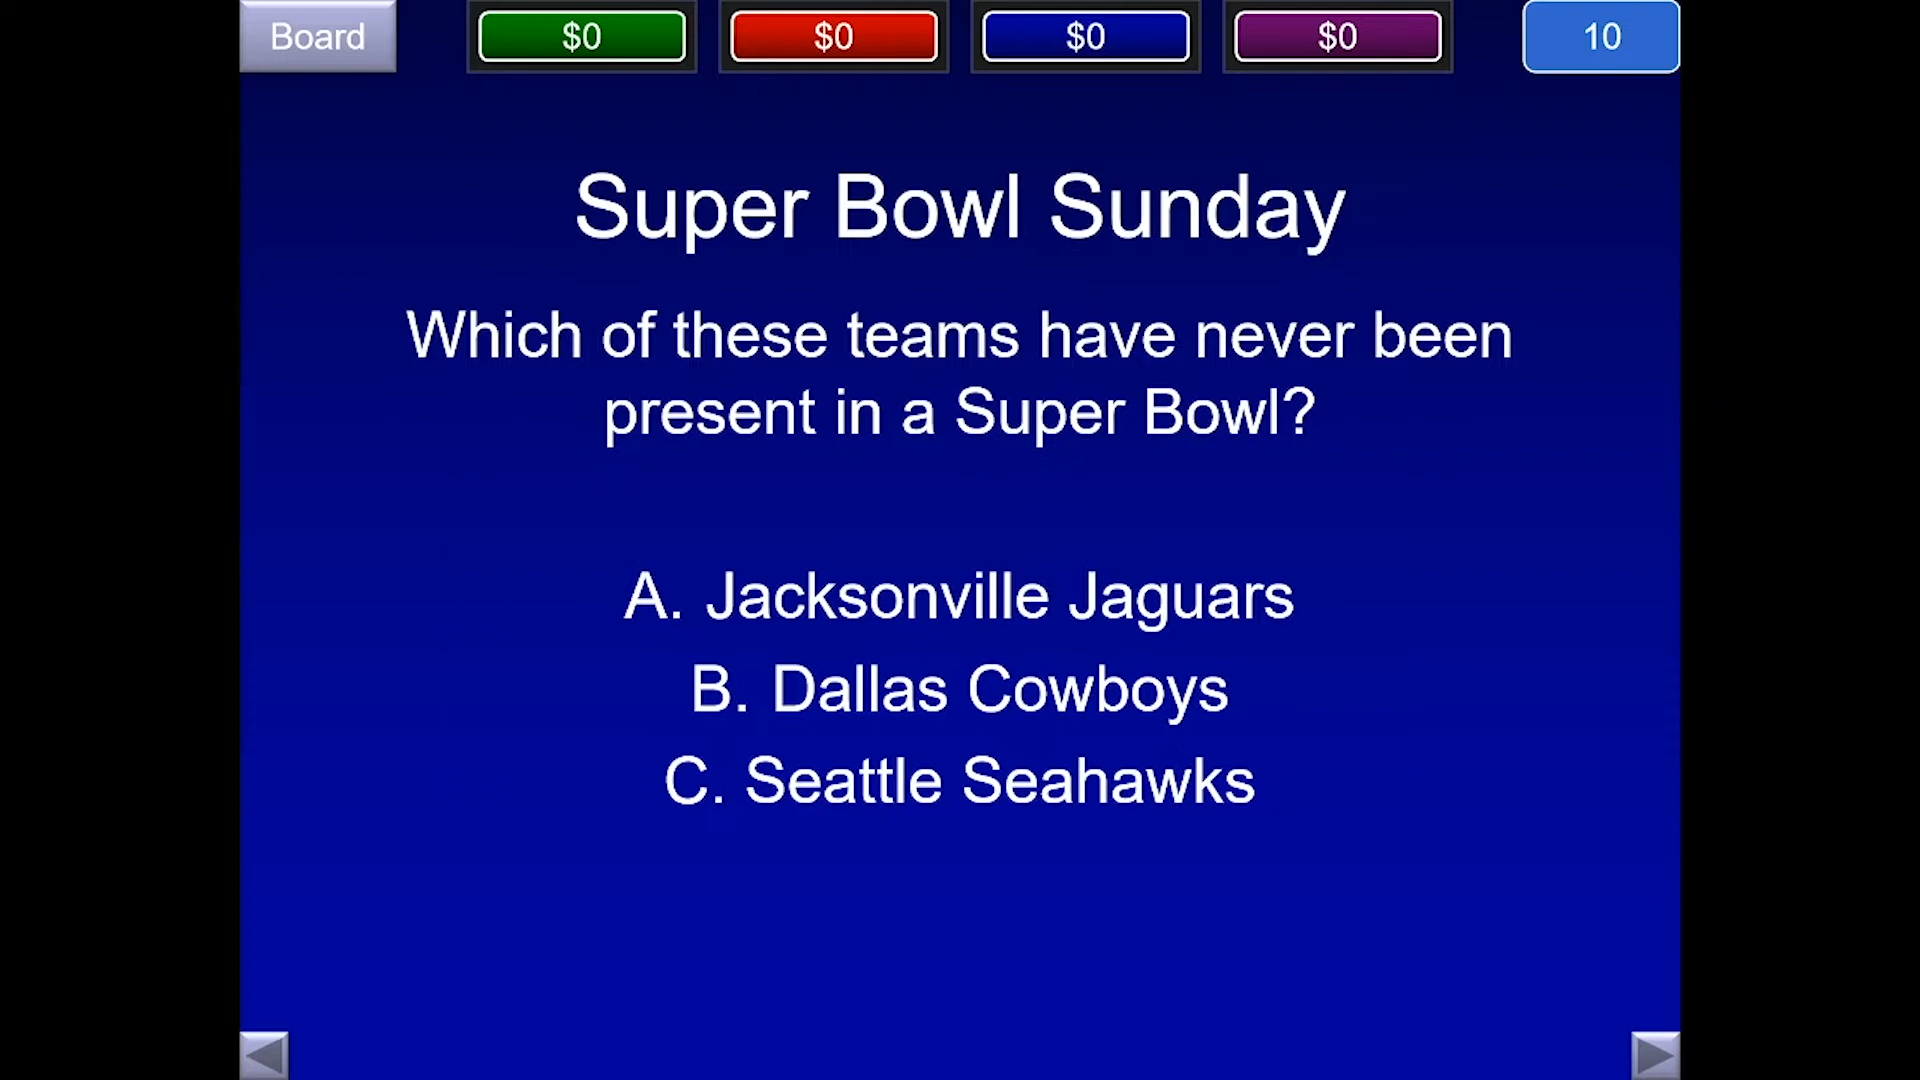 Board
$0
$0
$0
$0
10
Super Bowl Sunday
Which of these teams have never been
present in a Super Bowl?
A. Jacksonville Jaguars
B. Dallas Cowboys
C. Seattle Seahawks